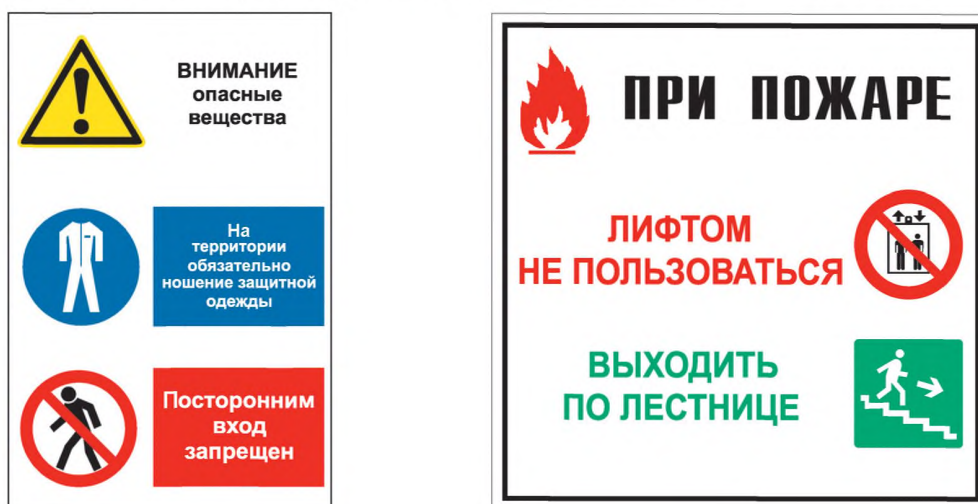 ВНИМАНИЕ
опасные
вещества
На
территории
обязательно
ношение защитной
одежды
Посторонним
вход
запрещен
ПРИ ПОЖАРЕ
ЛИФТОМ
НЕ ПОЛЬЗОВАТЬСЯ
ВЫХОДИТЬ
ПО ЛЕСТНИЦЕ